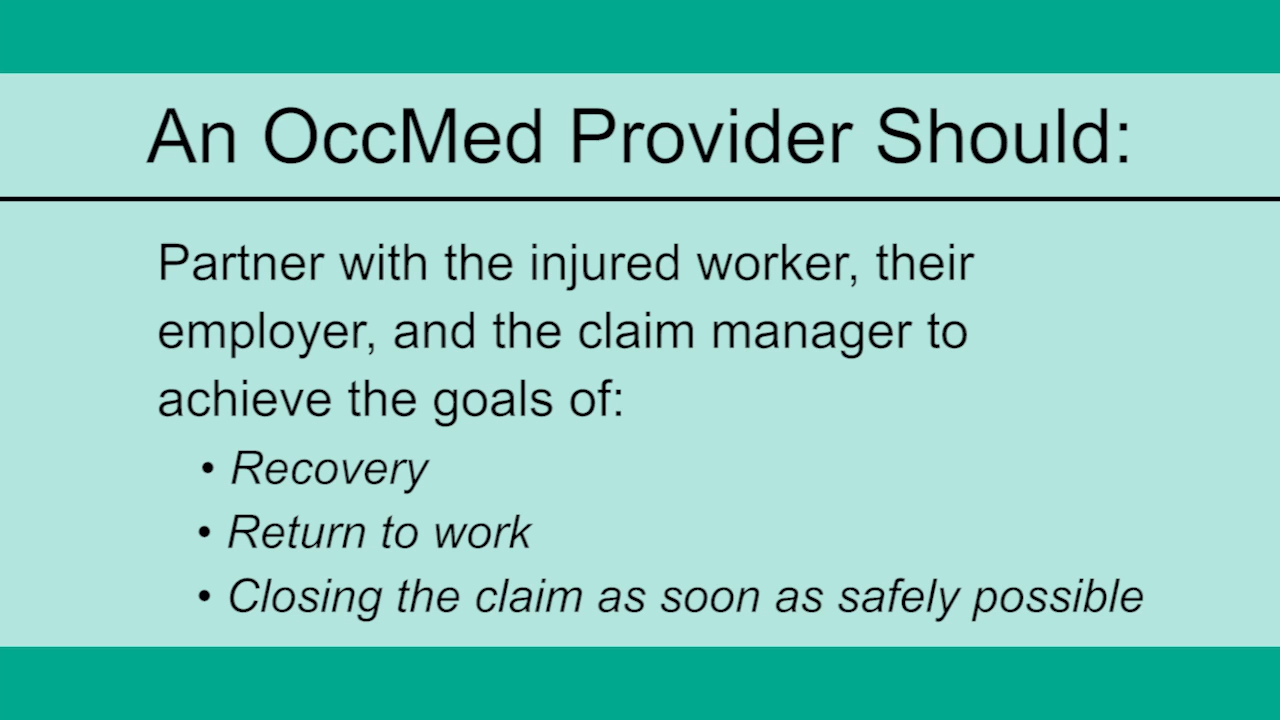 An OccMed Provider Should:
Partner with the injured worker, their
employer, and the claim manager to
achieve the goals of:
• Recovery
• Return to work
• Closing the claim as soon as safely possible